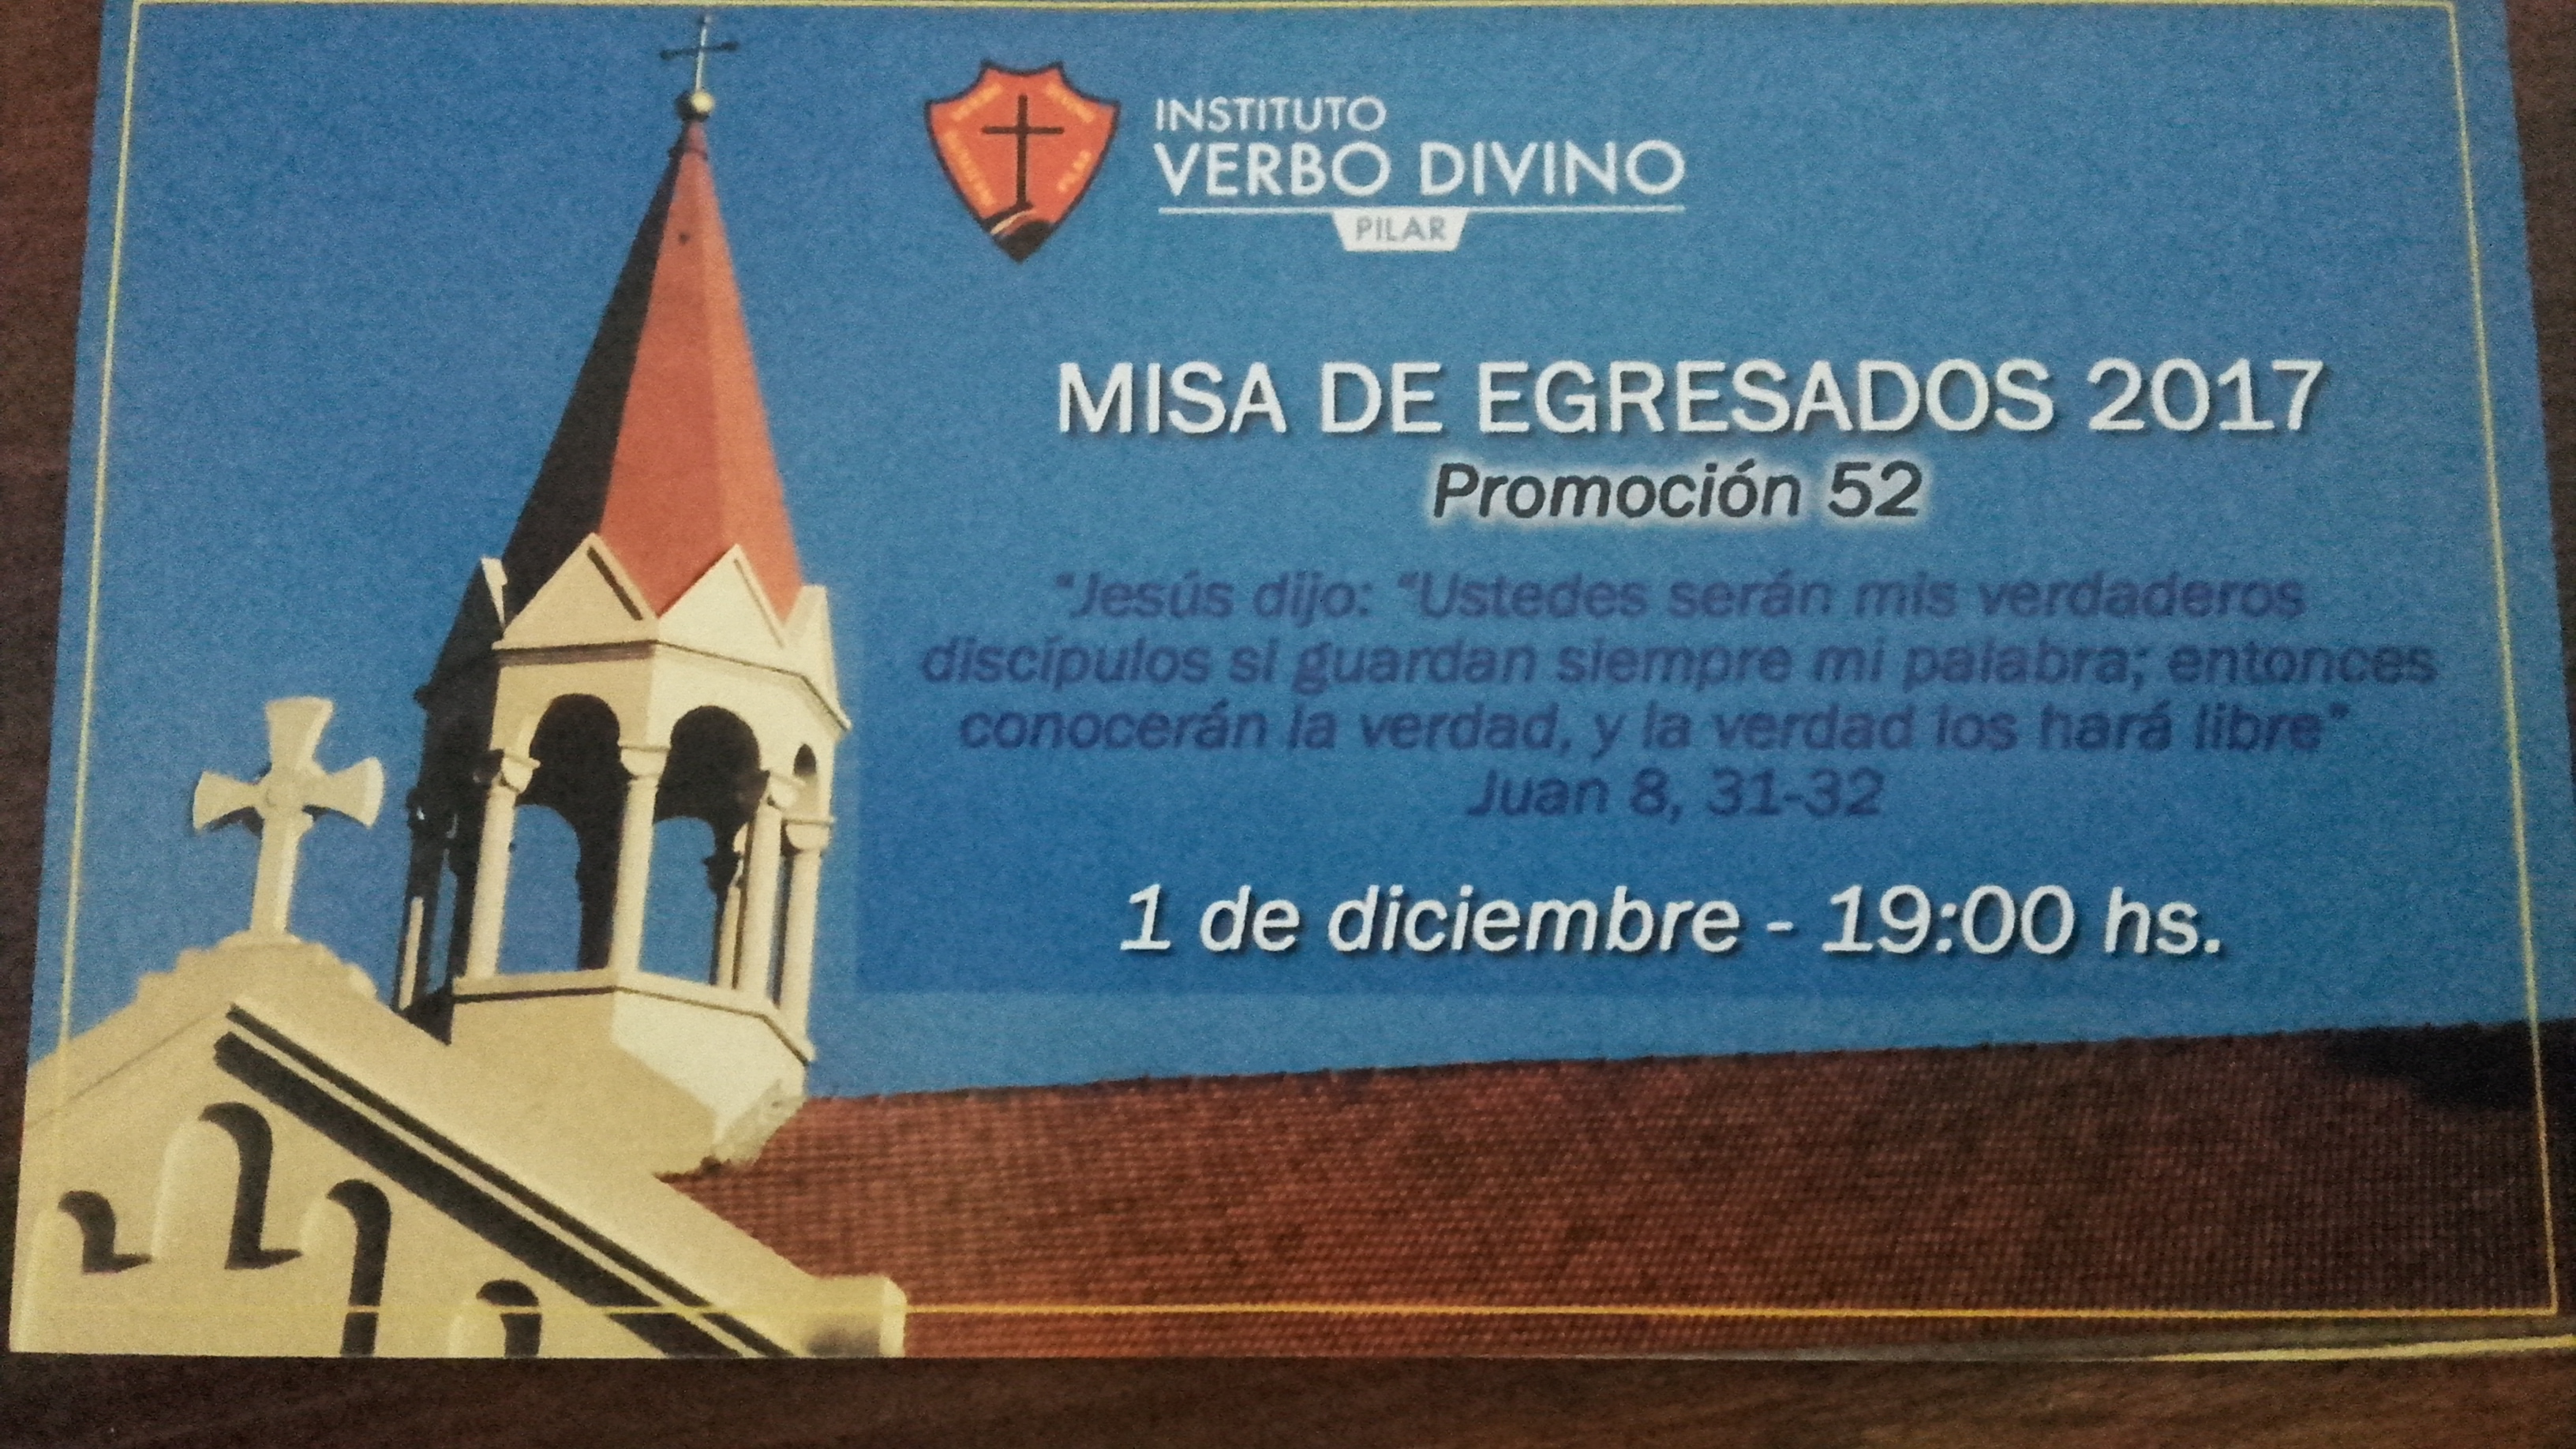 INSTITUTO
VERBO DIVINO
PILAR
MISA DE EGRESADOS 2017
Promoción 52
"Jesús dijo: "Ustedes serán mis verdaderos
discípulos si guardan siempre mi palabra; entonces
conocerán la verdad, y la verdad los hará libre"
Juan 8, 31-32
1 de diciembre - 19:00 hs.